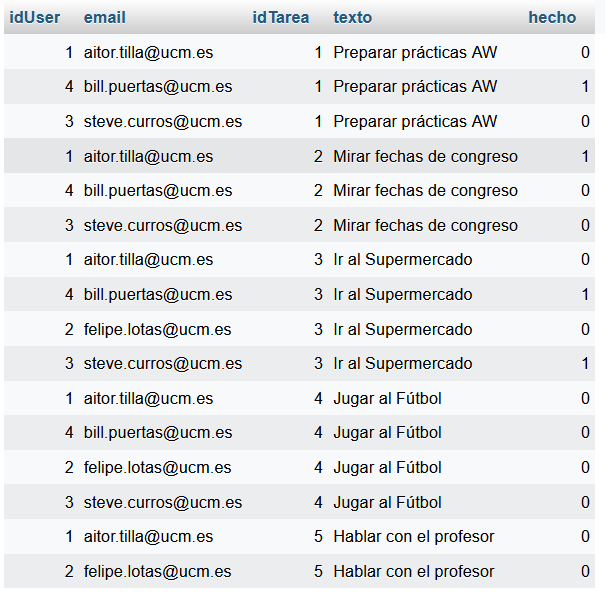 idUser email idTarea texto hecho
1 aitor.tilla@ucm.es 1 Preparar prácticas AW 0
4 bill.puertas@ucm.es 1 Preparar prácticas AW 1
3 steve.curros@ucm.es 1 Preparar prácticas AW 0
1 aitor.tilla@ucm.es 2 Mirar fechas de congreso 1
4 bill.puertas@ucm.es 2 Mirar fechas de congreso 0
3 steve.curros@ucm.es 2 Mirar fechas de congreso 0
1 aitor.tilla@ucm.es 3 Ir al Supermercado 0
4 bill.puertas@ucm.es 3 Ir al Supermercado 1
2 felipe.lotas@ucm.es 3 Ir al Supermercado 0
3 steve.curros@ucm.es 3 Ir al Supermercado 1
1 aitor.tilla@ucm.es 4 Jugar al Fútbol 0
4 bill.puertas@ucm.es 4 Jugar al Fútbol 0
2 felipe.lotas@ucm.es 4 Jugar al Fútbol 0
3 steve.curros@ucm.es 4 Jugar al Fútbol 0
1 aitor.tilla@ucm.es 5 Hablar con el profesor 0
2 felipe.lotas@ucm.es 5 Hablar con el profesor 0